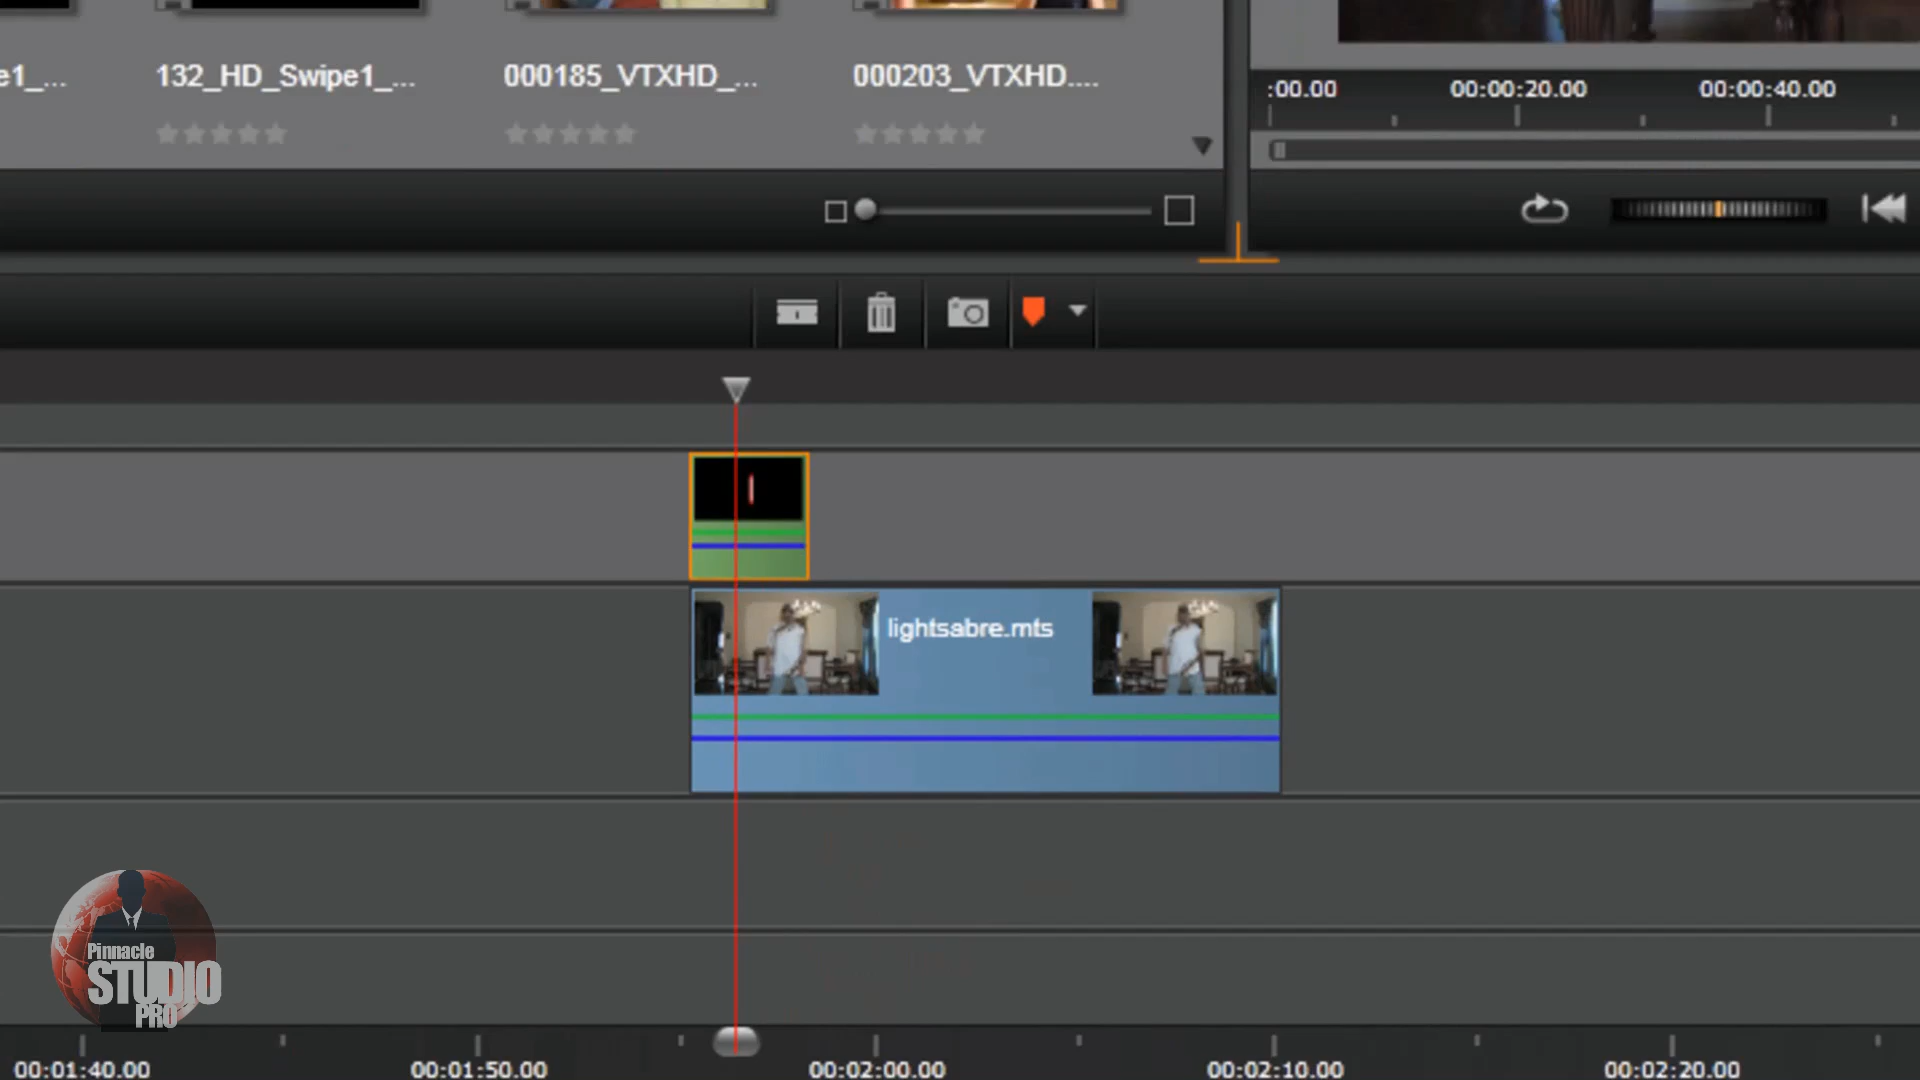 e1_...
132_HD_Swipe1_...
000185_VTXHD_...
000203_VTXHD....
:00.00
00:00:20.00
00:00:40.00
lightsabre.mts
Pinnacle
STUDIO
PRO
00:01:40.00
00:01:50.00
00:02:00.00
00:02:10.00
00:02:20.00